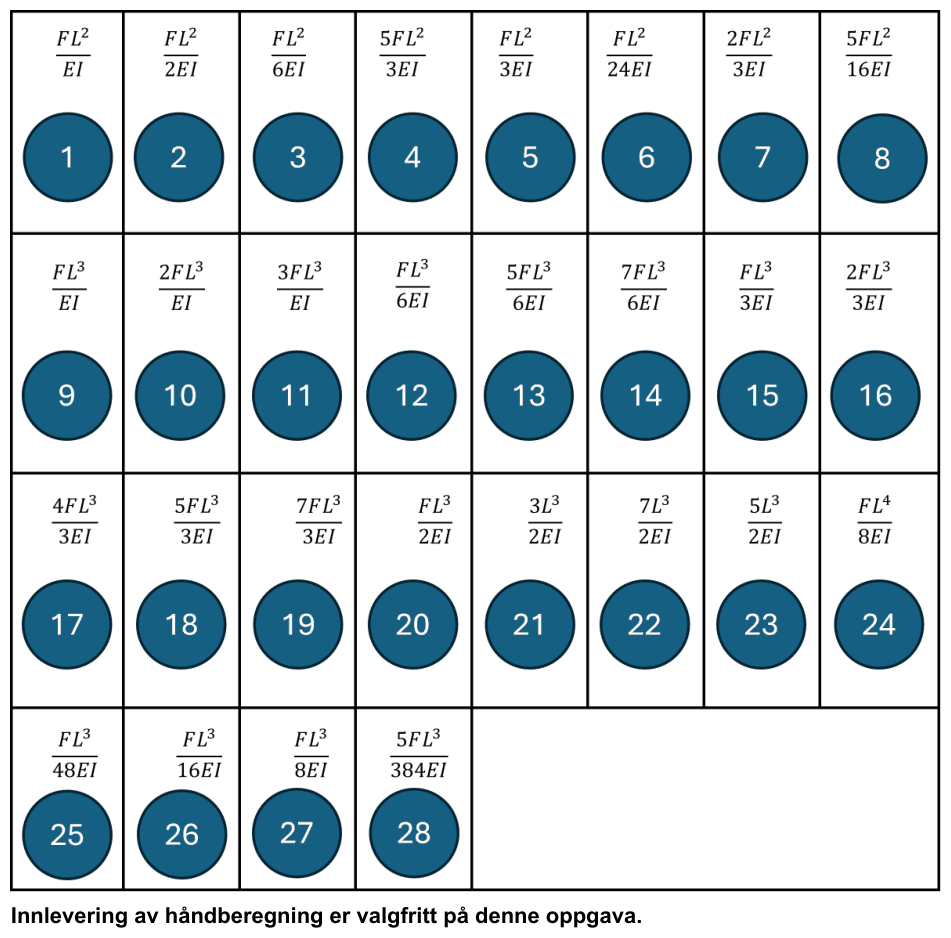 FL²/EI FL²/2EI FL²/6EI 5FL²/3EI FL²/3EI FL²/24EI 2FL²/3EI 5FL²/16EI
1 2 3 4 5 6 7 8
FL³/EI 2FL³/EI 3FL³/EI FL³/6EI 5FL³/6EI 7FL³/6EI FL³/3EI 2FL³/3EI
9 10 11 12 13 14 15 16
4FL³/3EI 5FL³/3EI 7FL³/3EI FL³/2EI 3L³/2EI 7L³/2EI 5L³/2EI FL⁴/8EI
17 18 19 20 21 22 23 24
FL³/48EI FL³/16EI FL³/8EI 5FL³/384EI
25 26 27 28
Innlevering av håndberegning er valgfritt på denne oppgava.